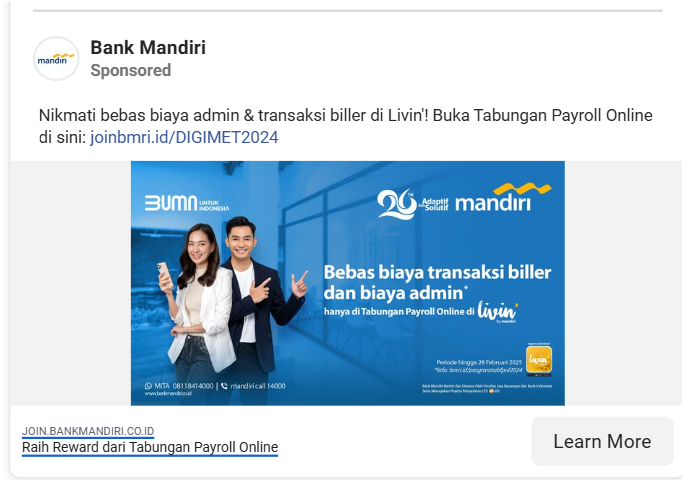 mandiri
Bank Mandiri
Sponsored
Nikmati bebas biaya admin & transaksi biller di Livin'! Buka Tabungan Payroll Online
di sini: joinbmri.id/DIGIMET2024
BUMN UNTUK
INDONESIA
26TH Adaptif
dan Solutif
mandiri
Bebas biaya transaksi biller
dan biaya admin*
hanya di Tabungan Payroll Online di livin'
by mandiri
livin'
Periode hingga 28 Februari 2025
*Info: bmri.id/programtabpol2024
MITA 08118414000 | mandiri call 14000
www.bankmandiri.co.id
Bank Mandiri Berizin dan Diawasi Oleh Otoritas Jasa Keuangan dan Bank Indonesia
Serta Merupakan Peserta Penjaminan LPS
JOIN.BANKMANDIRI.CO.ID
Raih Reward dari Tabungan Payroll Online
Learn More